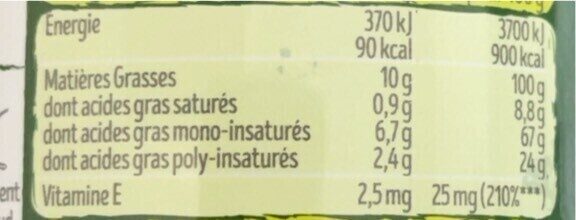 100g
Energie 370 kJ 3700 kJ
90 kcal 900 kcal
Matières Grasses 10 g 100 g
dont acides gras saturés 0,9 g 8,8 g
dont acides gras mono-insaturés 6,7 g 67 g
dont acides gras poly-insaturés 2,4 g 24 g
ent Vitamine E 2,5 mg 25 mg (210%***)